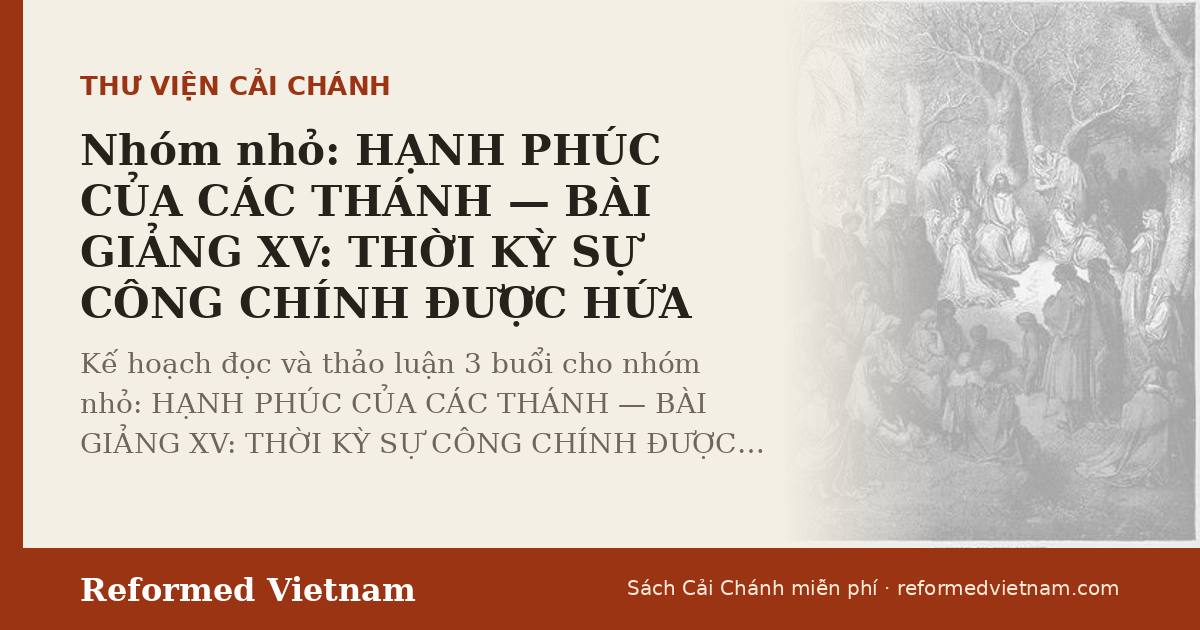 THƯ VIỆN CẢI CHÁNH
Nhóm nhỏ: HẠNH PHÚC
CỦA CÁC THÁNH — BÀI
GIẢNG XV: THỜI KỲ SỰ
CÔNG CHÍNH ĐƯỢC HỨA
Kế hoạch đọc và thảo luận 3 buổi cho nhóm
nhỏ: HẠNH PHÚC CỦA CÁC THÁNH — BÀI
GIẢNG XV: THỜI KỲ SỰ CÔNG CHÍNH ĐƯỢC…
Reformed Vietnam
Sách Cải Chánh miễn phí · reformedvietnam.com